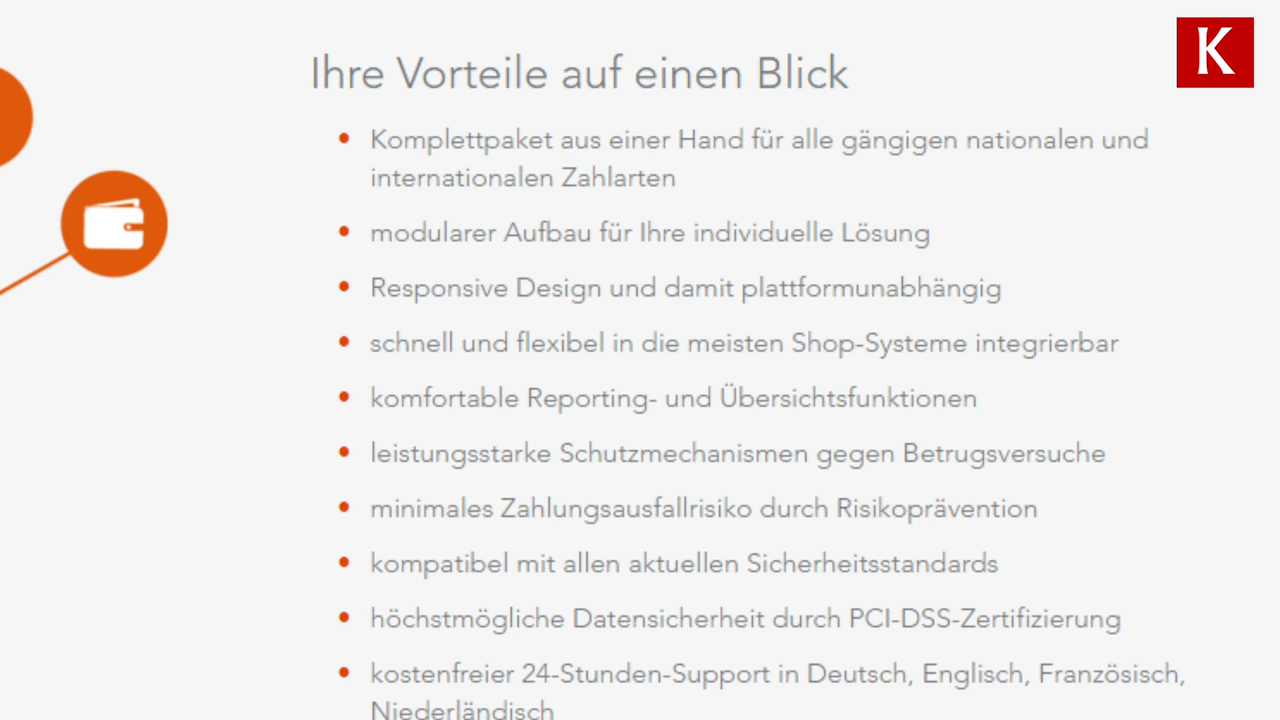 K
Ihre Vorteile auf einen Blick
Komplettpaket aus einer Hand für alle gängigen nationalen und
internationalen Zahlarten
modularer Aufbau für Ihre individuelle Lösung
Responsive Design und damit plattformunabhängig
schnell und flexibel in die meisten Shop-Systeme integrierbar
komfortable Reporting- und Übersichtsfunktionen
leistungsstarke Schutzmechanismen gegen Betrugsversuche
minimales Zahlungsausfallrisiko durch Risikoprävention
kompatibel mit allen aktuellen Sicherheitsstandards
höchstmögliche Datensicherheit durch PCI-DSS-Zertifizierung
kostenfreier 24-Stunden-Support in Deutsch, Englisch, Französisch,
Niederländisch